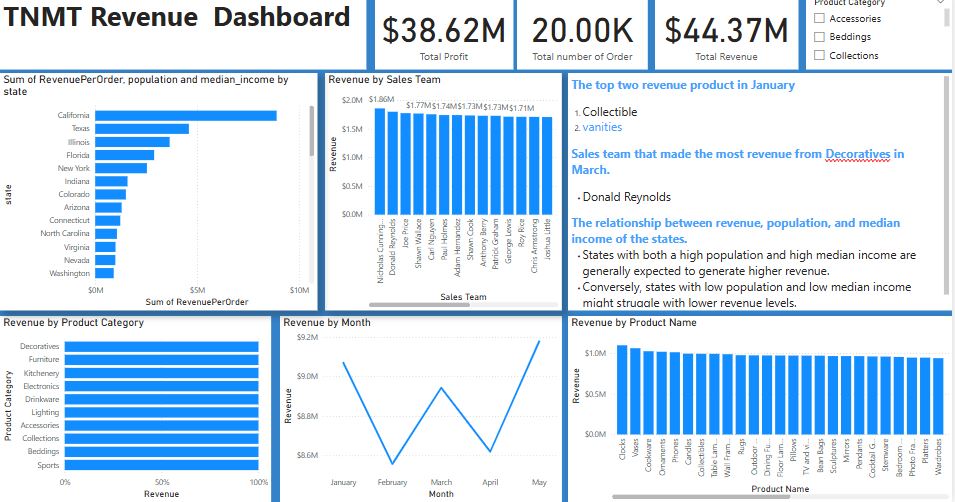 TNMT Revenue Dashboard
$38.62M
Total Profit
20.00K
Total number of Order
$44.37M
Total Revenue
Product Category
Accessories
Beddings
Collections
Sum of RevenuePerOrder, population and median_income by
state
state
California
Texas
Illinois
Florida
New York
Indiana
Colorado
Arizona
Connecticut
North Carolina
Virginia
Nevada
Washington
$0M
$5M
$10M
Sum of RevenuePerOrder
Revenue by Sales Team
Revenue
$2.0M
$1.5M
$1.0M
$0.5M
$0.0M
$1.86M
$1.77M
$1.74M
$1.73M
$1.73M
$1.71M
Nicholas Cunning...
Donald Reynolds
Joe Price
Shawn Wallace
Carl Nguyen
Paul Holmes
Adam Hernandez
Shawn Cook
Anthony Berry
Patrick Graham
George Lewis
Roy Rice
Chris Armstrong
Joshua Little
Sales Team
The top two revenue product in January
1. Collectible
2. vanities
Sales team that made the most revenue from Decoratives in
March.
• Donald Reynolds
The relationship between revenue, population, and median
income of the states.
• States with both a high population and high median income are
generally expected to generate higher revenue.
• Conversely, states with low population and low median income
might struggle with lower revenue levels.
Revenue by Product Category
Product Category
Decoratives
Furniture
Kitchenery
Electronics
Drinkware
Lighting
Accessories
Collections
Beddings
Sports
0%
50%
100%
Revenue
Revenue by Month
Revenue
$9.2M
$9.0M
$8.8M
$8.6M
January
February
March
April
May
Month
Revenue by Product Name
Revenue
$1.0M
$0.5M
$0.0M
Clocks
Vases
Cookware
Ornaments
Phones
Candles
Collectibles
Table Lam...
Wall Fram...
Rugs
Outdoor ...
Dining Fu...
Floor Lam...
Pillows
TV and vi...
Bean Bags
Sculptures
Mirrors
Pendants
Cocktail G...
Stemware
Bedroom ...
Photo Fra...
Platters
Wardrobes
Product Name